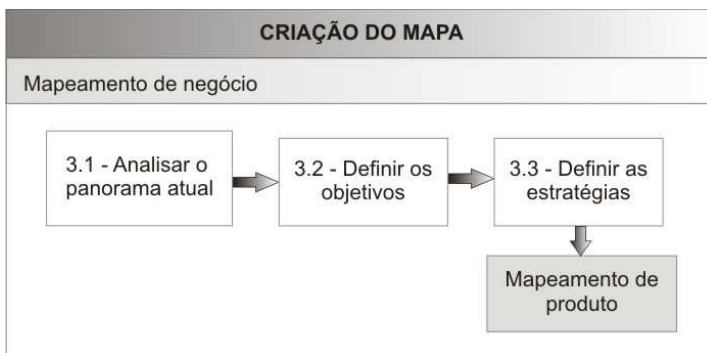 CRIAÇÃO DO MAPA
Mapeamento de negócio
3.1 - Analisar o
panorama atual
3.2 - Definir os
objetivos
3.3 - Definir as
estratégias
Mapeamento de
produto